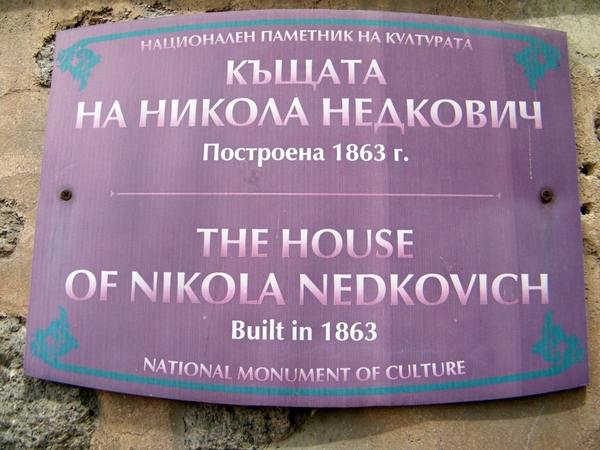 НАЦИОНАЛЕН ПАМЕТНИК НА КУЛТУРАТА
КЪЩАТА
НА НИКОЛА НЕДКОВИЧ
Построена 1863 г.
THE HOUSE
OF NIKOLA NEDKOVICH
Built in 1863
NATIONAL MONUMENT OF CULTURE